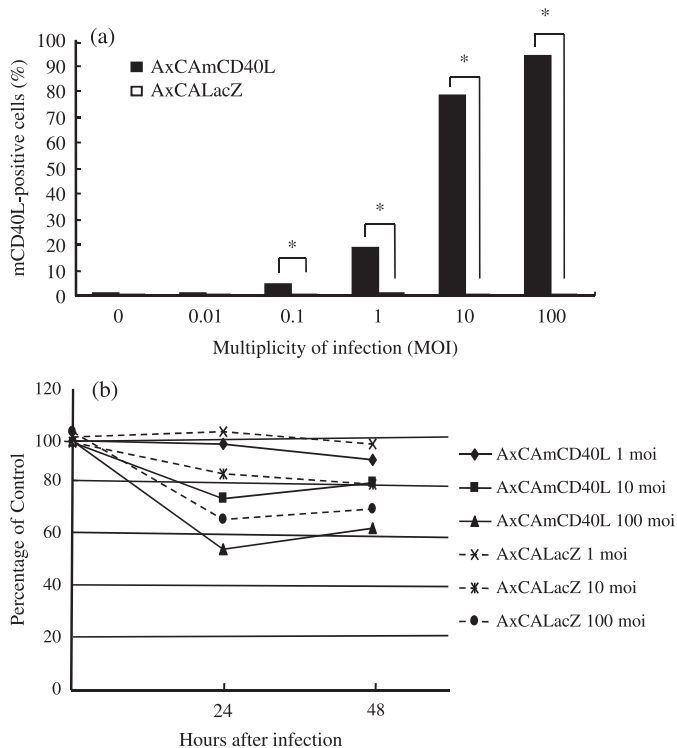 (a)
100
90
80
70
60
50
40
30
20
10
0
mCD40L-positive cells (%)
AxCAmCD40L
AxCALacZ
*
*
*
*
0 0.01 0.1 1 10 100
Multiplicity of infection (MOI)
(b)
120
100
80
60
40
20
0
Percentage of Control
24 48
Hours after infection
AxCAmCD40L 1 moi
AxCAmCD40L 10 moi
AxCAmCD40L 100 moi
AxCALacZ 1 moi
AxCALacZ 10 moi
AxCALacZ 100 moi